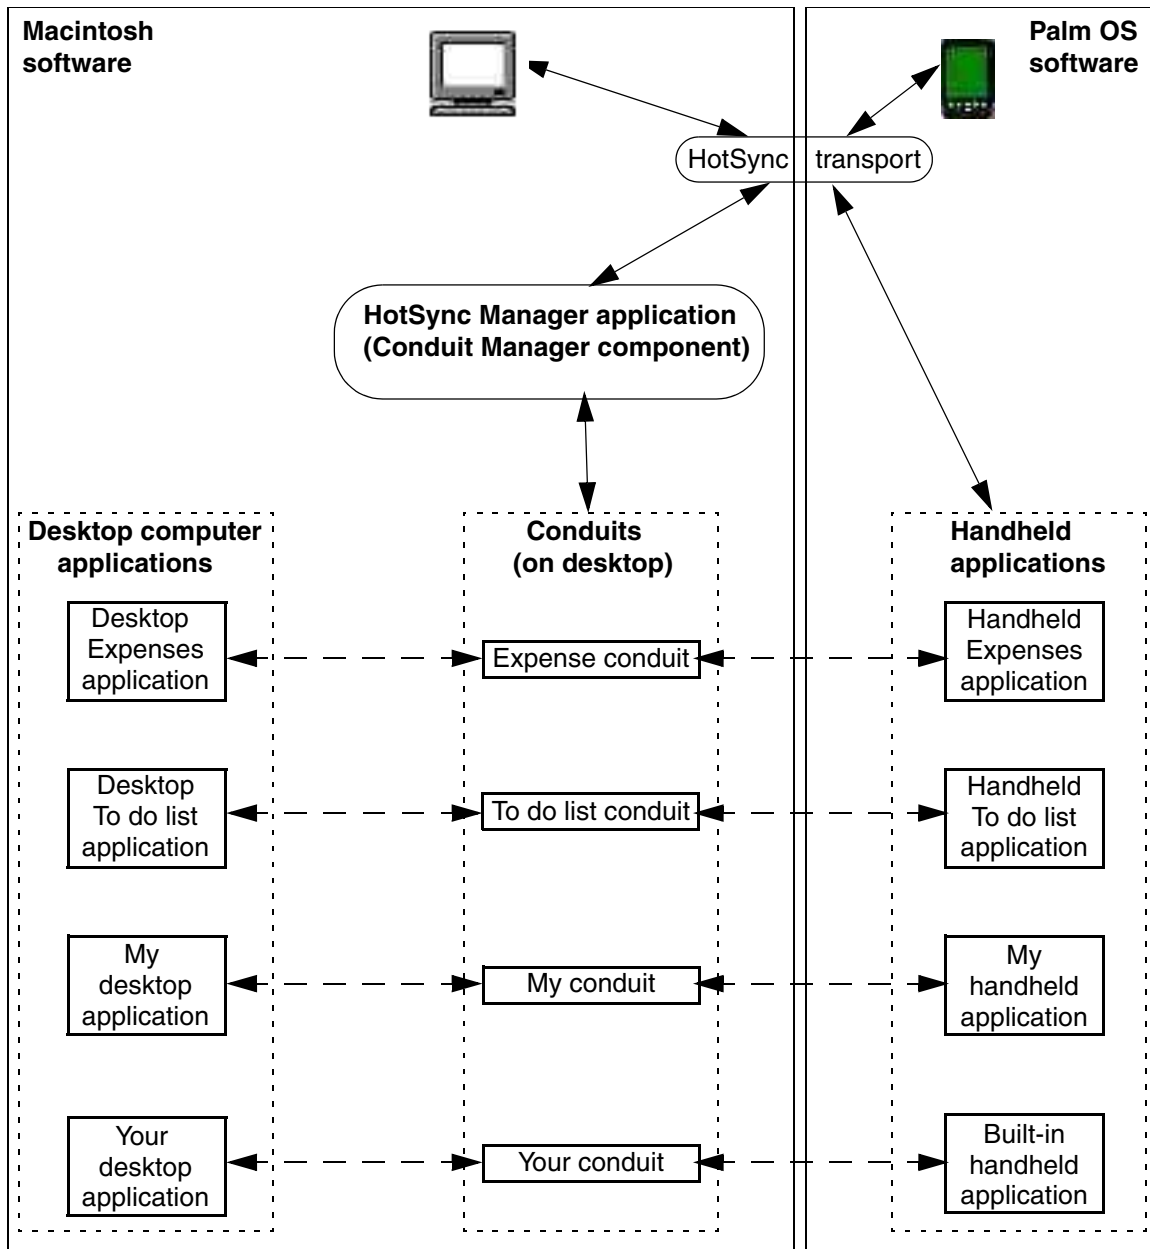 Macintosh
software
Palm OS
software
HotSync transport
HotSync Manager application
(Conduit Manager component)
Desktop computer
applications
Conduits
(on desktop)
Handheld
applications
Desktop
Expenses
application
Expense conduit
Handheld
Expenses
application
Desktop
To do list
application
To do list conduit
Handheld
To do list
application
My
desktop
application
My conduit
My
handheld
application
Your
desktop
application
Your conduit
Built-in
handheld
application